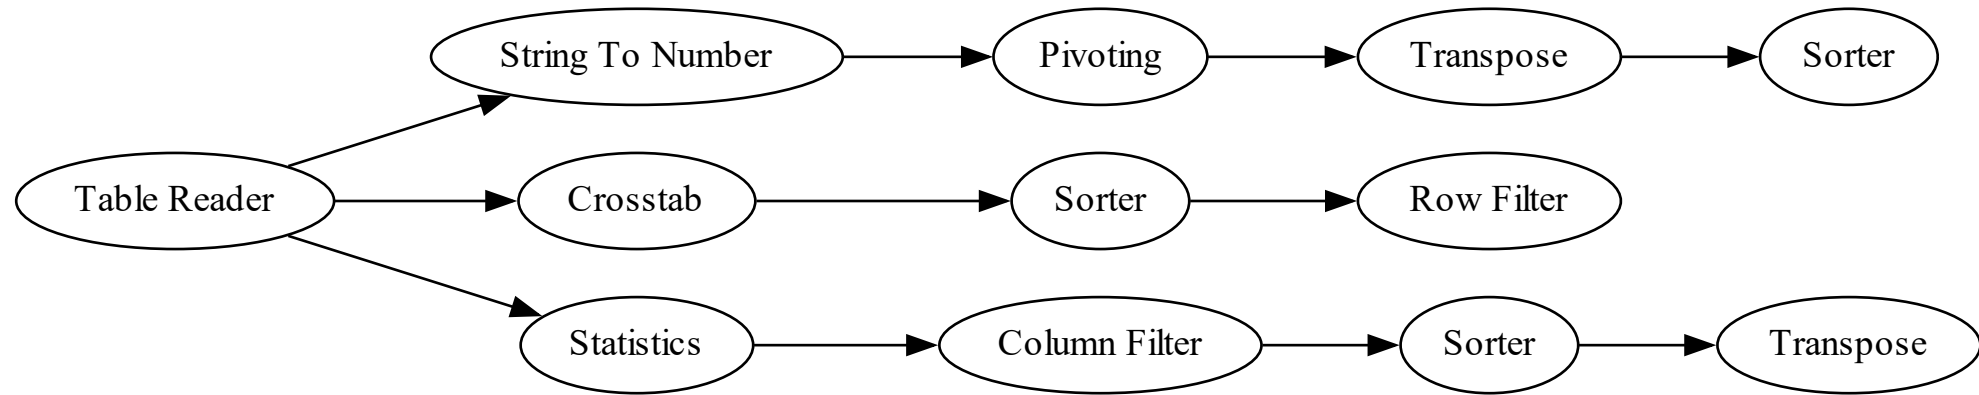 String To Number
Pivoting
Transpose
Sorter
Table Reader
Crosstab
Sorter
Row Filter
Statistics
Column Filter
Sorter
Transpose